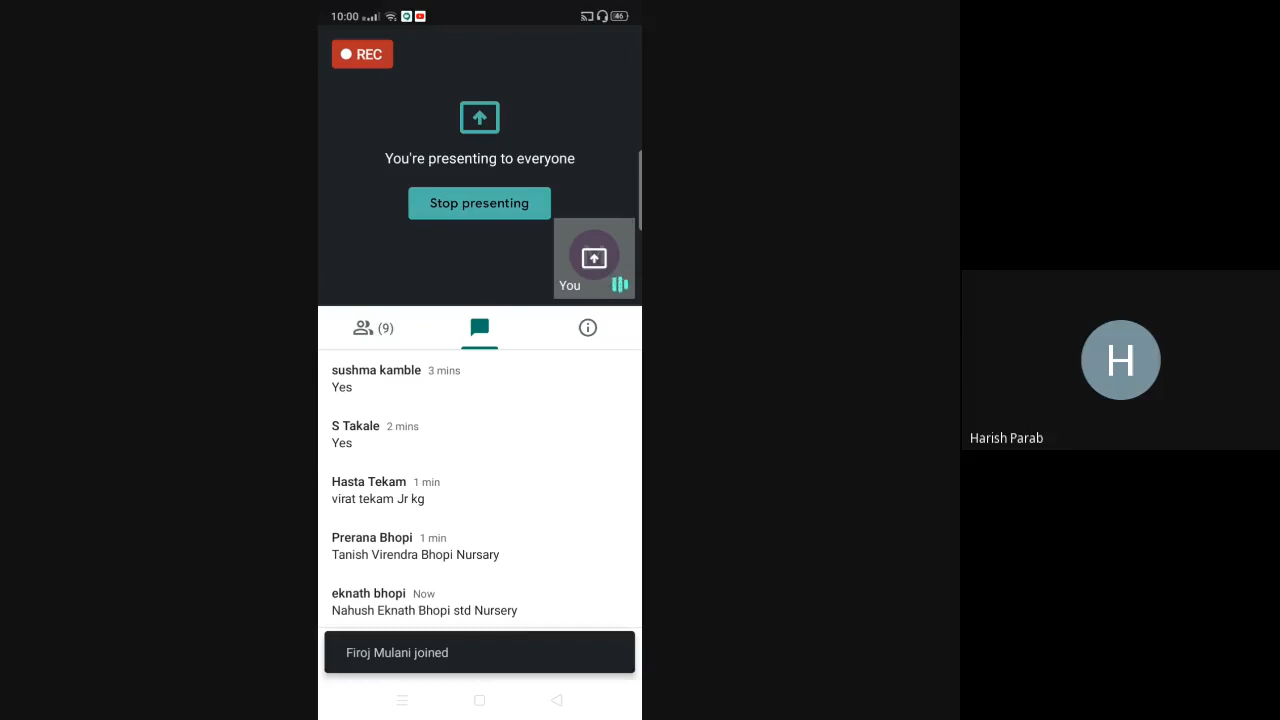 10:00
46
REC
You're presenting to everyone
Stop presenting
You
(9)
sushma kamble 3 mins
Yes
S Takale 2 mins
Yes
Hasta Tekam 1 min
virat tekam Jr kg
Prerana Bhopi 1 min
Tanish Virendra Bhopi Nursary
eknath bhopi Now
Nahush Eknath Bhopi std Nursery
Firoj Mulani joined
H
Harish Parab